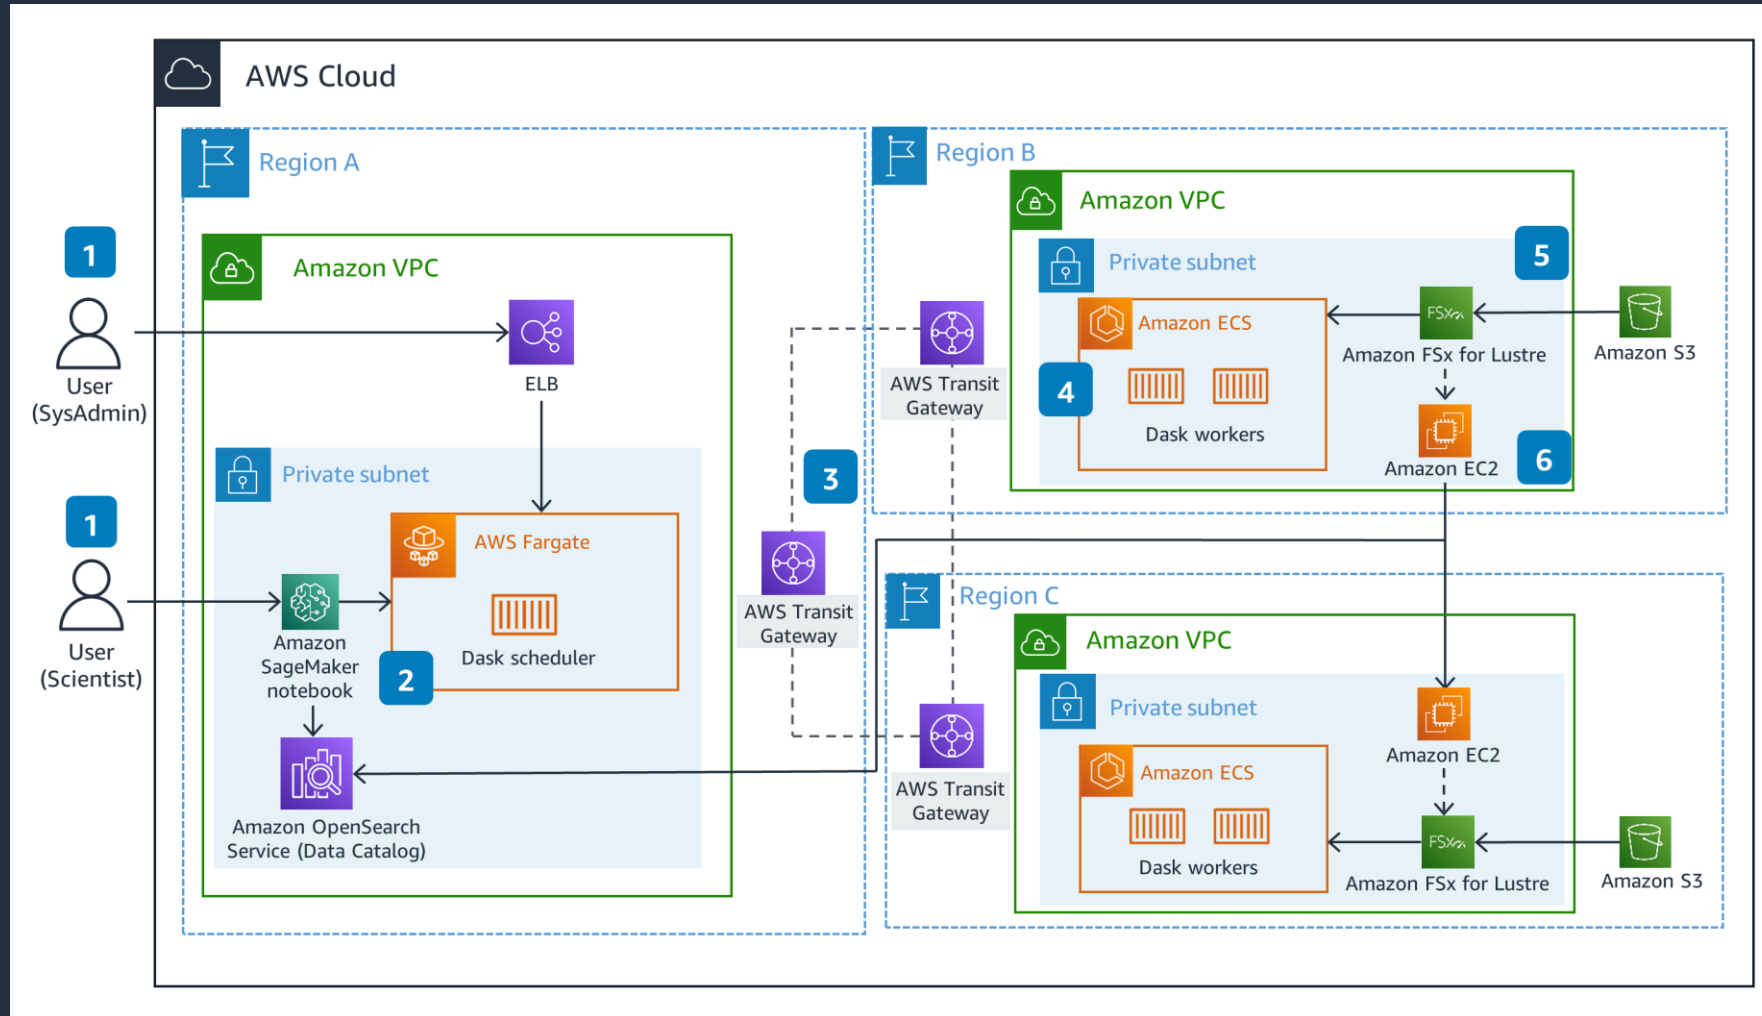 AWS Cloud
Region A
Amazon VPC
1
User
(SysAdmin)
ELB
Private subnet
1
User
(Scientist)
AWS Fargate
Dask scheduler
2
Amazon
SageMaker
notebook
Amazon OpenSearch
Service (Data Catalog)
3
AWS Transit
Gateway
AWS Transit
Gateway
AWS Transit
Gateway
Region B
Amazon VPC
Private subnet
5
Amazon ECS
4
Dask workers
FSx
Amazon FSx for Lustre
Amazon S3
Amazon EC2
6
Region C
Amazon VPC
Private subnet
Amazon EC2
Amazon ECS
Dask workers
FSx
Amazon FSx for Lustre
Amazon S3